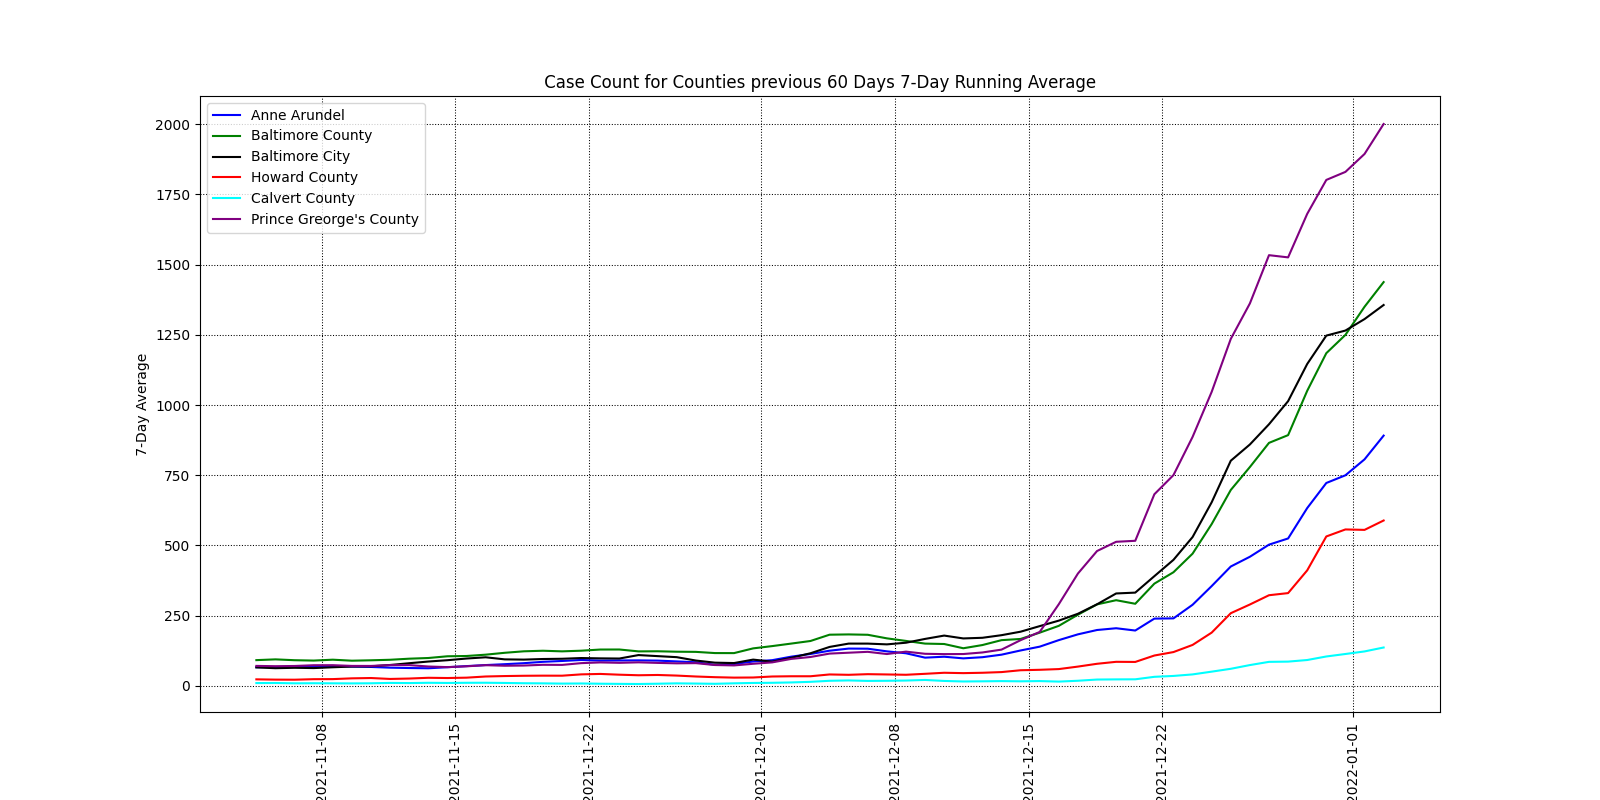 Case Count for Counties previous 60 Days 7-Day Running Average
Anne Arundel
Baltimore County
Baltimore City
Howard County
Calvert County
Prince Greorge's County
7-Day Average
2000
1750
1500
1250
1000
750
500
250
0
2021-11-08
2021-11-15
2021-11-22
2021-12-01
2021-12-08
2021-12-15
2021-12-22
2022-01-01